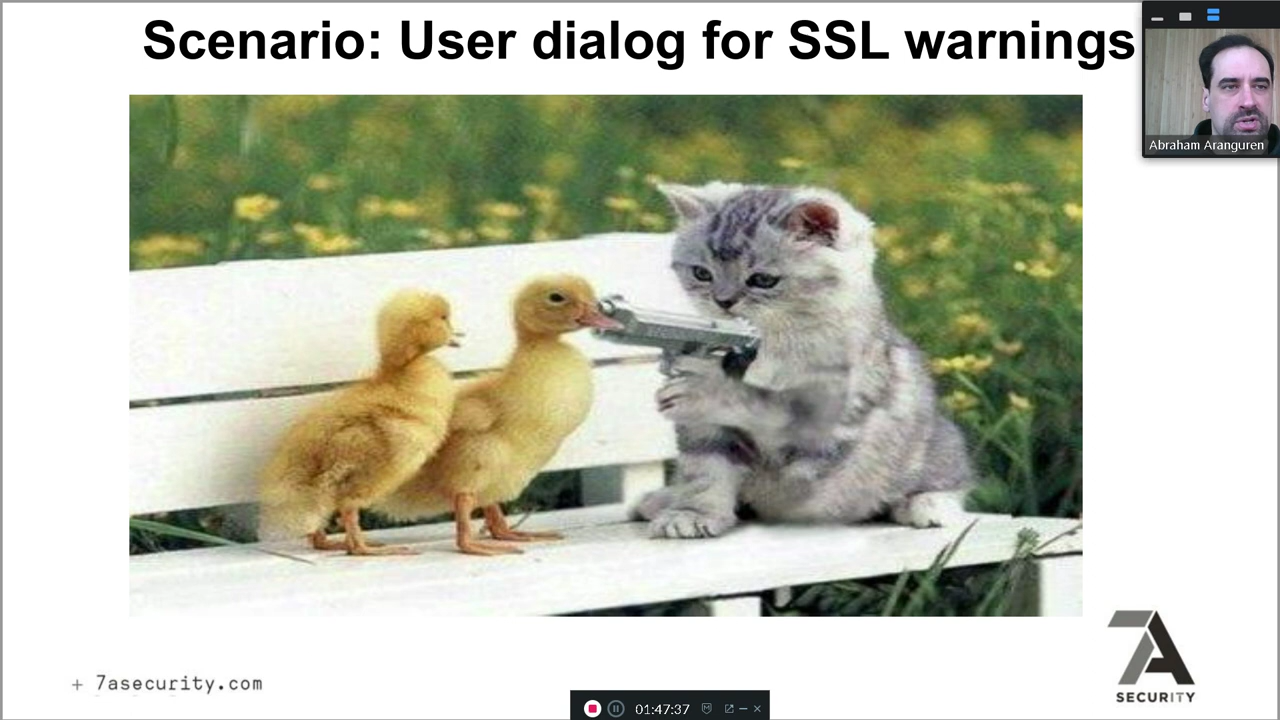 Scenario: User dialog for SSL warnings
Abraham Aranguren
+ 7asecurity.com
7A
SECURITY
01:47:37